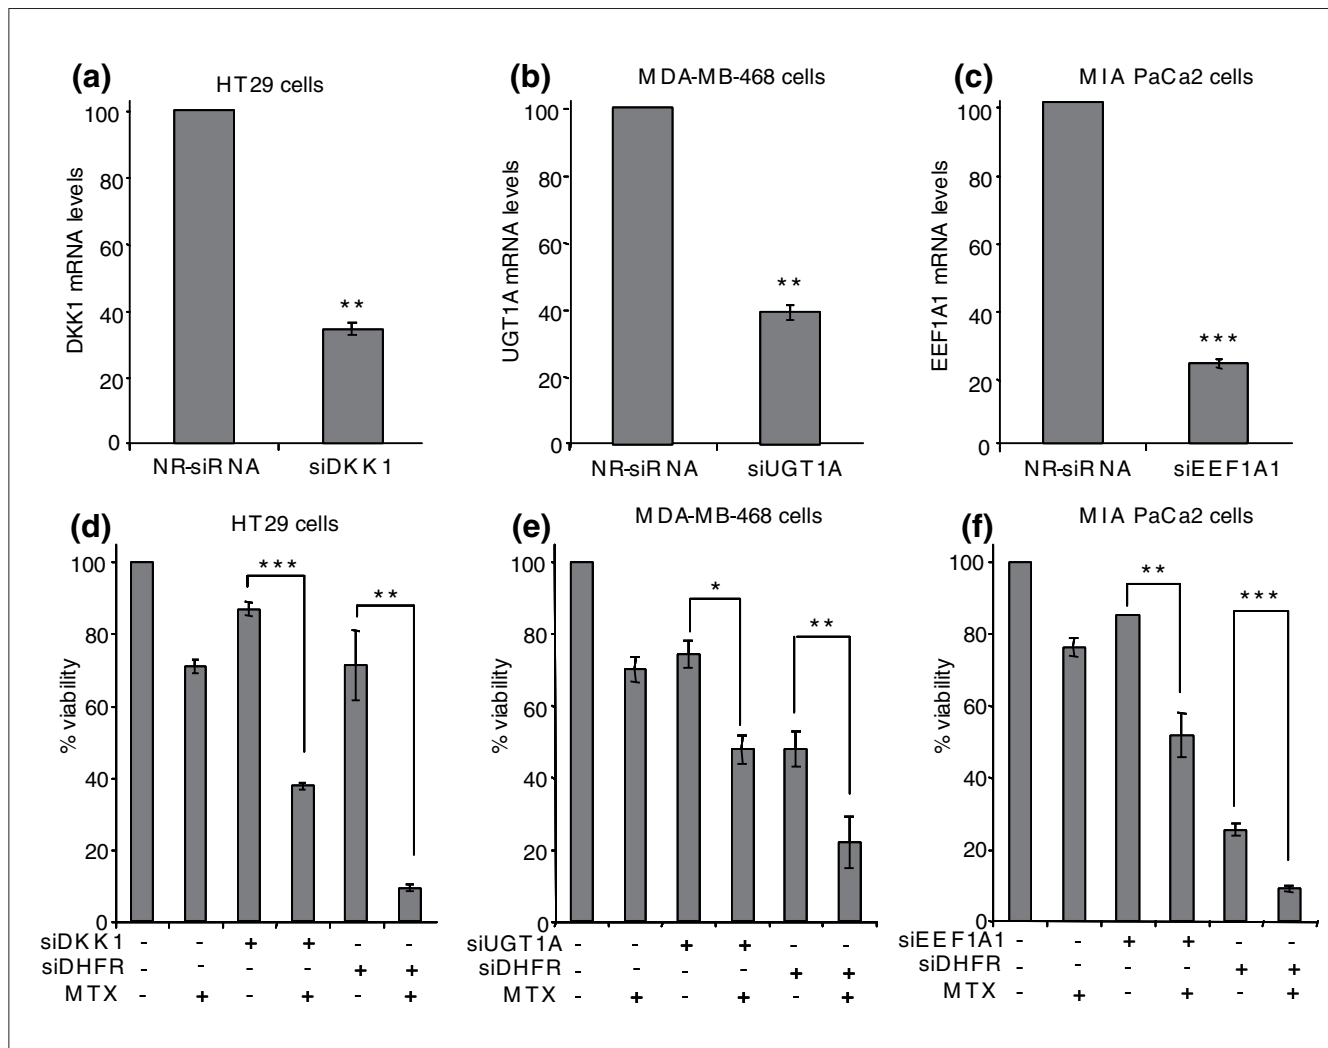 (a)
HT29 cells
DKK1 mRNA levels
100
80
60
40
20
0
**
NR-siRNA siDKK1
(b)
MDA-MB-468 cells
UGT1A mRNA levels
100
80
60
40
20
0
**
NR-siRNA siUGT1A
(c)
MIA PaCa2 cells
EEF1A1 mRNA levels
100
80
60
40
20
0
***
NR-siRNA siEEF1A1
(d)
HT29 cells
% viability
100
80
60
40
20
0
***
**
siDKK1 - - + + - -
siDHFR - - - - + +
MTX - + - + - +
(e)
MDA-MB-468 cells
% viability
100
80
60
40
20
0
*
**
siUGT1A - - + + - -
siDHFR - - - - + +
MTX - + - + - +
(f)
MIA PaCa2 cells
% viability
100
80
60
40
20
0
**
***
siEEF1A1 - - + + - -
siDHFR - - - - + +
MTX - + - + - +